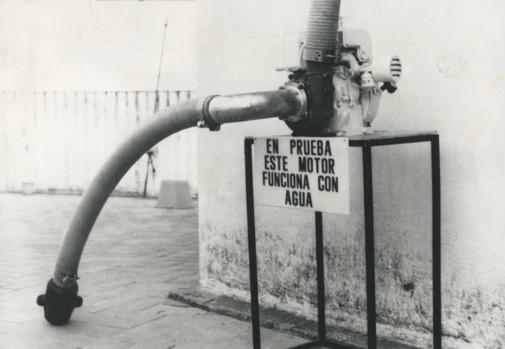 EN PRUEBA
ESTE MOTOR
FUNCIONA CON
AGUA